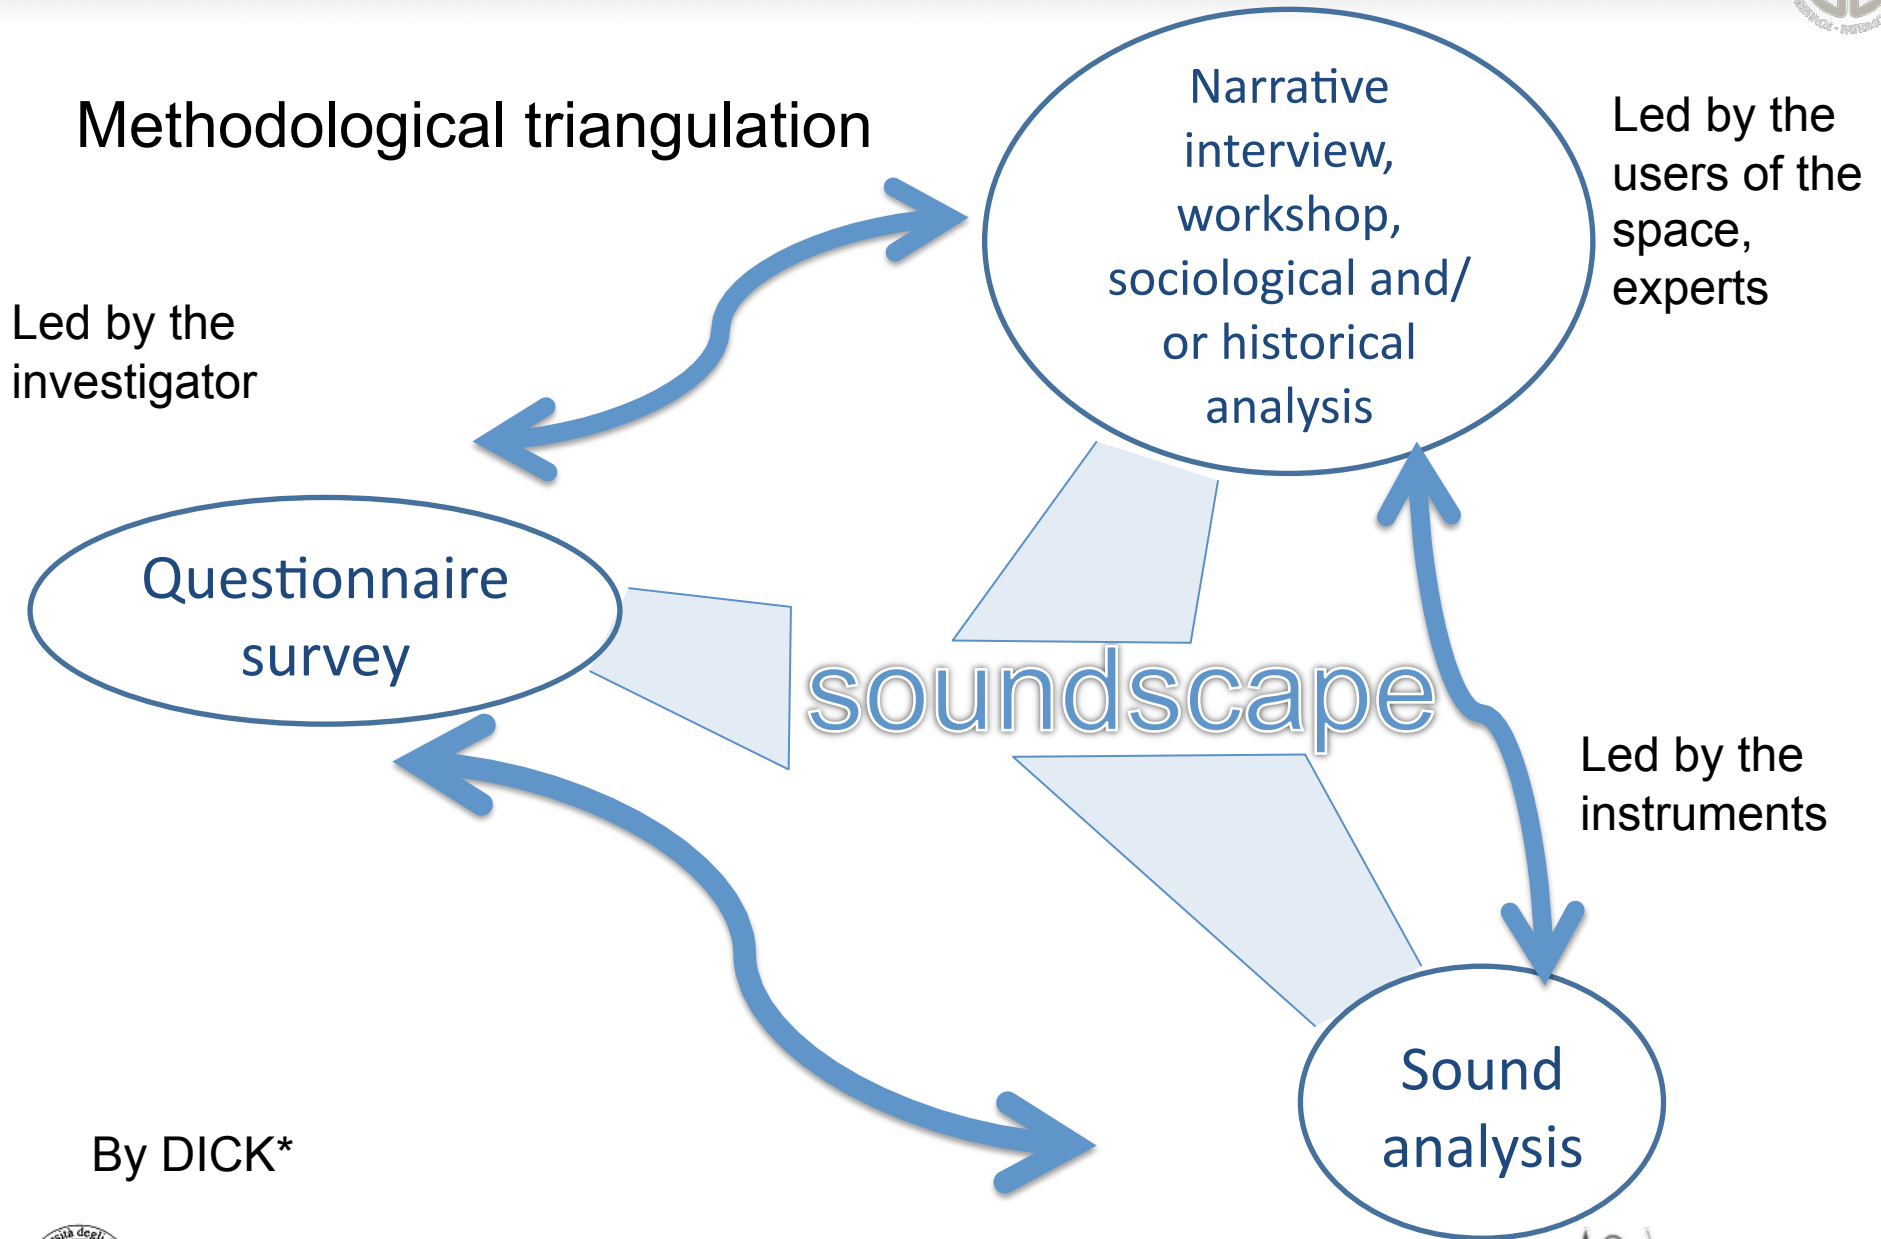 Methodological triangulation
Narrative
interview,
workshop,
sociological and/
or historical
analysis
Led by the
users of the
space,
experts
Led by the
investigator
Questionnaire
survey
soundscape
Led by the
instruments
Sound
analysis
By DICK*